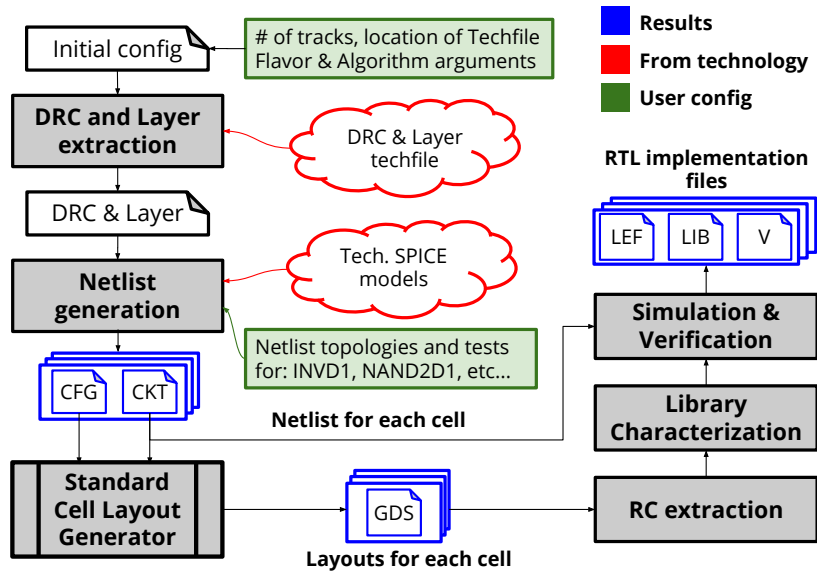 Initial config
# of tracks, location of Techfile
Flavor & Algorithm arguments
Results
From technology
User config
DRC and Layer
extraction
DRC & Layer
techfile
DRC & Layer
Tech. SPICE
models
Netlist
generation
Netlist topologies and tests
for: INVD1, NAND2D1, etc...
CFG
CKT
Netlist for each cell
Standard
Cell Layout
Generator
GDS
Layouts for each cell
RTL implementation
files
LEF
LIB
V
Simulation &
Verification
Library
Characterization
RC extraction